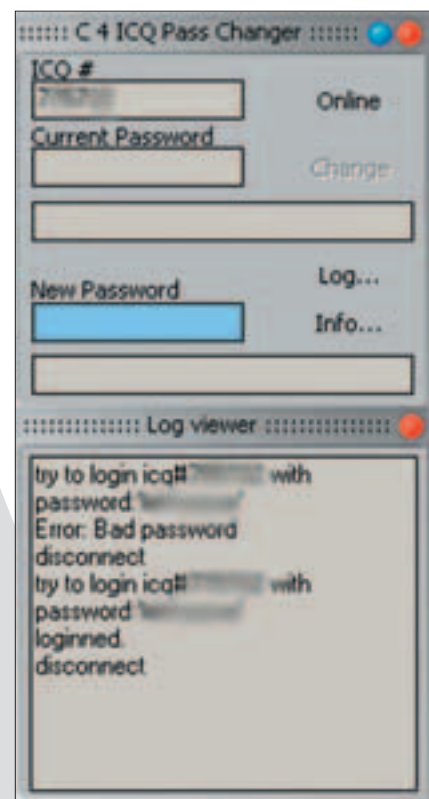 :::::: C 4 ICQ Pass Changer ::::::
ICQ #
Online
Current Password
Change
Log...
New Password
Info...
::::::::::::: Log viewer :::::::::::::
try to login icq# with
password
Error: Bad password
disconnect
try to login icq# with
password
loginned.
disconnect